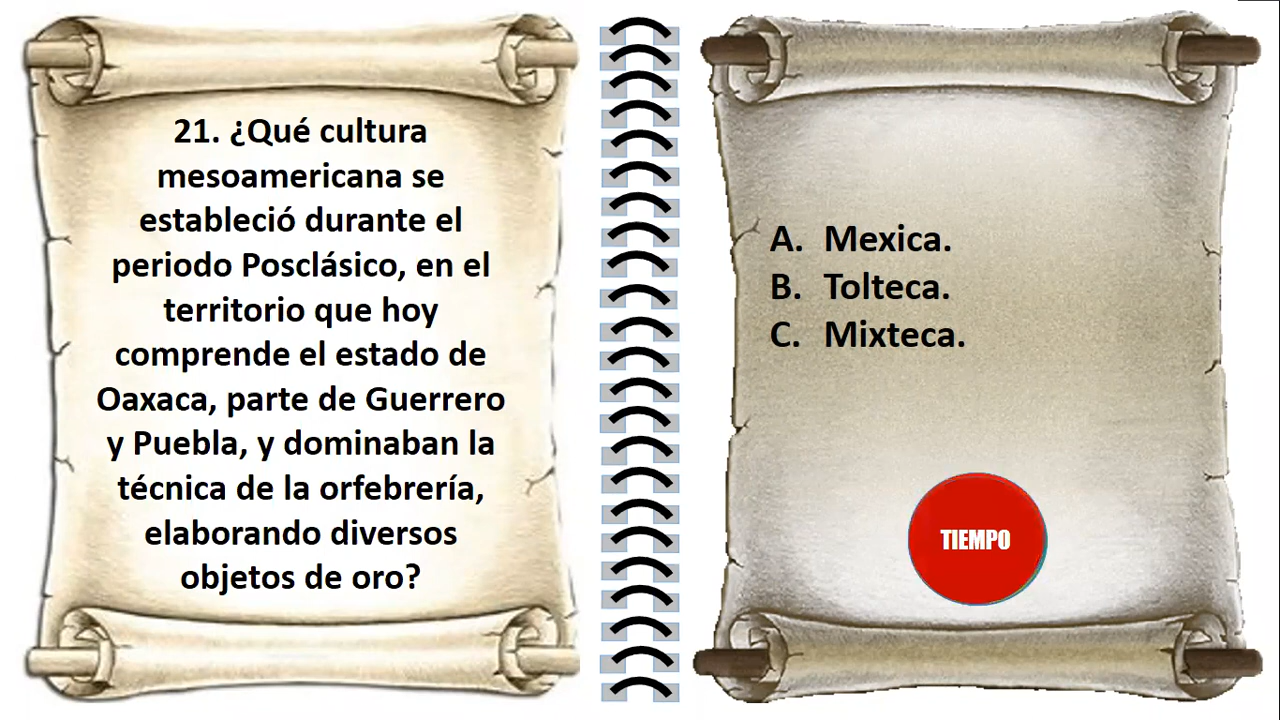 21. ¿Qué cultura
mesoamericana se
estableció durante el
periodo Posclásico, en el
territorio que hoy
comprende el estado de
Oaxaca, parte de Guerrero
y Puebla, y dominaban la
técnica de la orfebrería,
elaborando diversos
objetos de oro?
A. Mexica.
B. Tolteca.
C. Mixteca.
TIEMPO